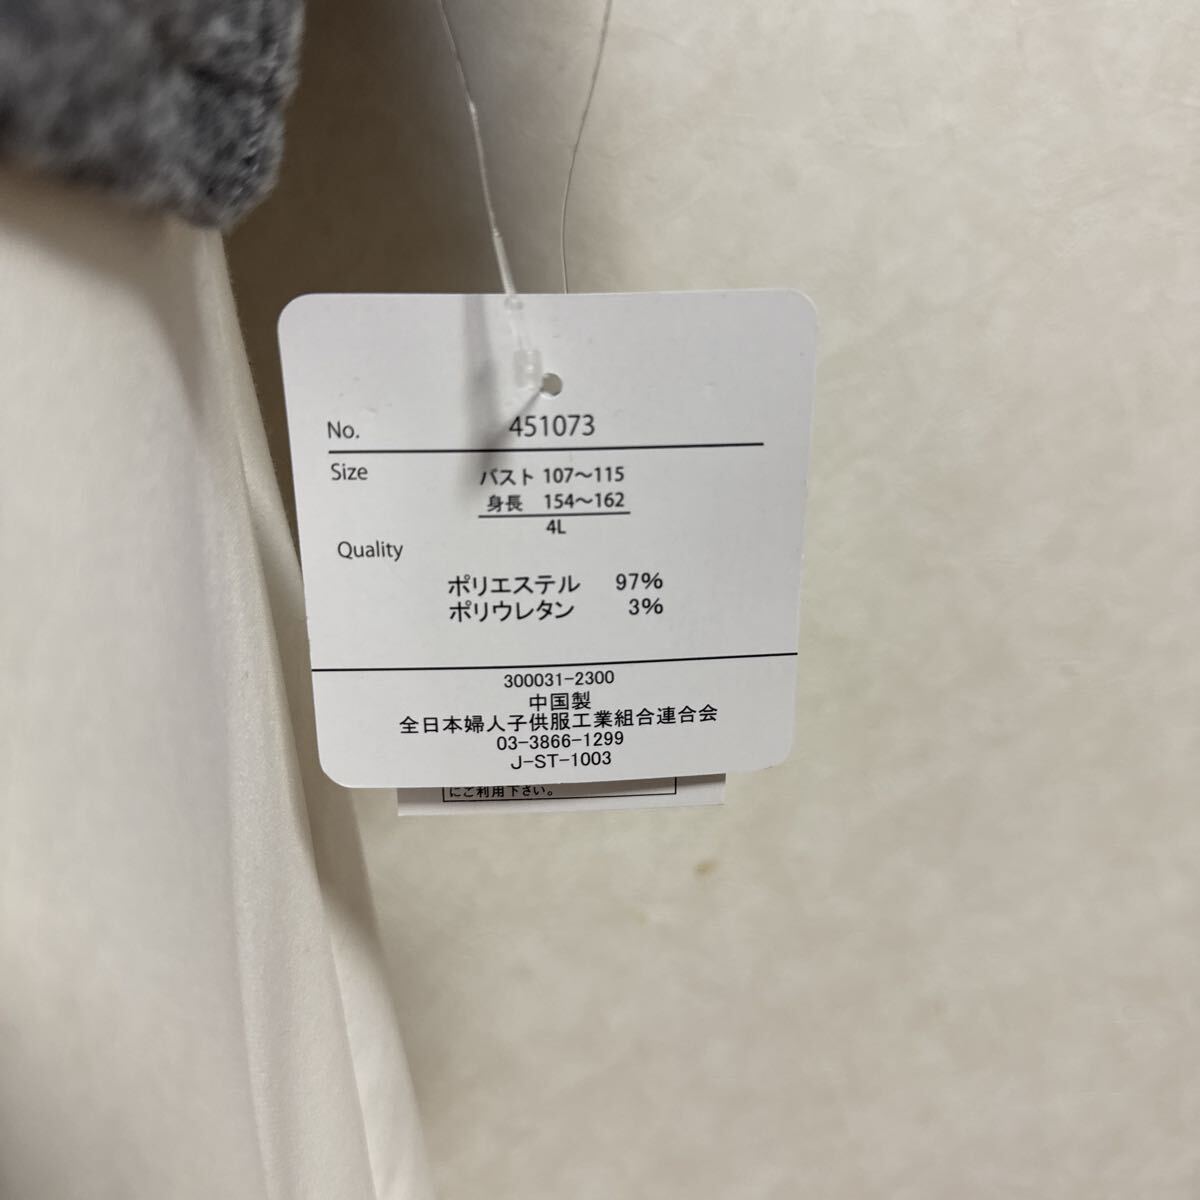 No. 451073
Size バスト 107～115
身長 154～162
4L
Quality
ポリエステル 97%
ポリウレタン 3%
300031-2300
中国製
全日本婦人子供服工業組合連合会
03-3866-1299
J-ST-1003
にご利用下さい。